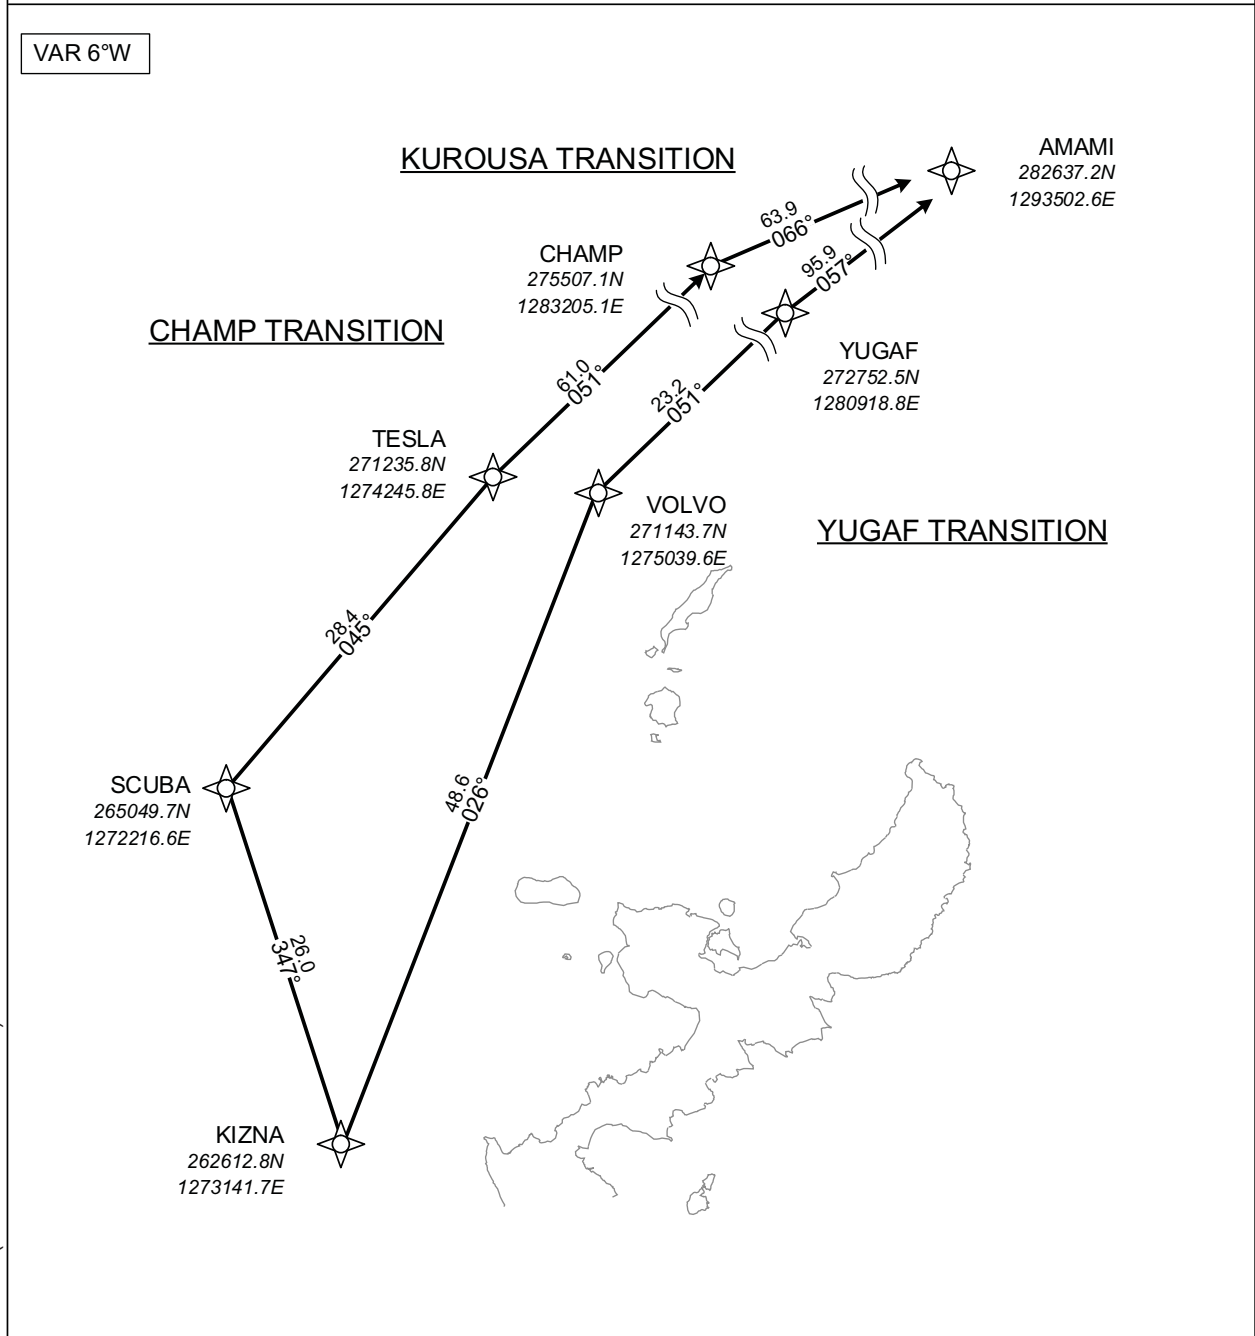 VAR 6°W
KUROUSA TRANSITION
AMAMI
282637.2N
1293502.6E
63.9
066°
CHAMP
275507.1N
1283205.1E
95.9
057°
CHAMP TRANSITION
YUGAF
272752.5N
1280918.8E
61.0
051°
23.2
051°
TESLA
271235.8N
1274245.8E
VOLVO
271143.7N
1275039.6E
YUGAF TRANSITION
28.4
045°
SCUBA
265049.7N
1272216.6E
48.6
026°
26.0
347°
KIZNA
262612.8N
1273141.7E